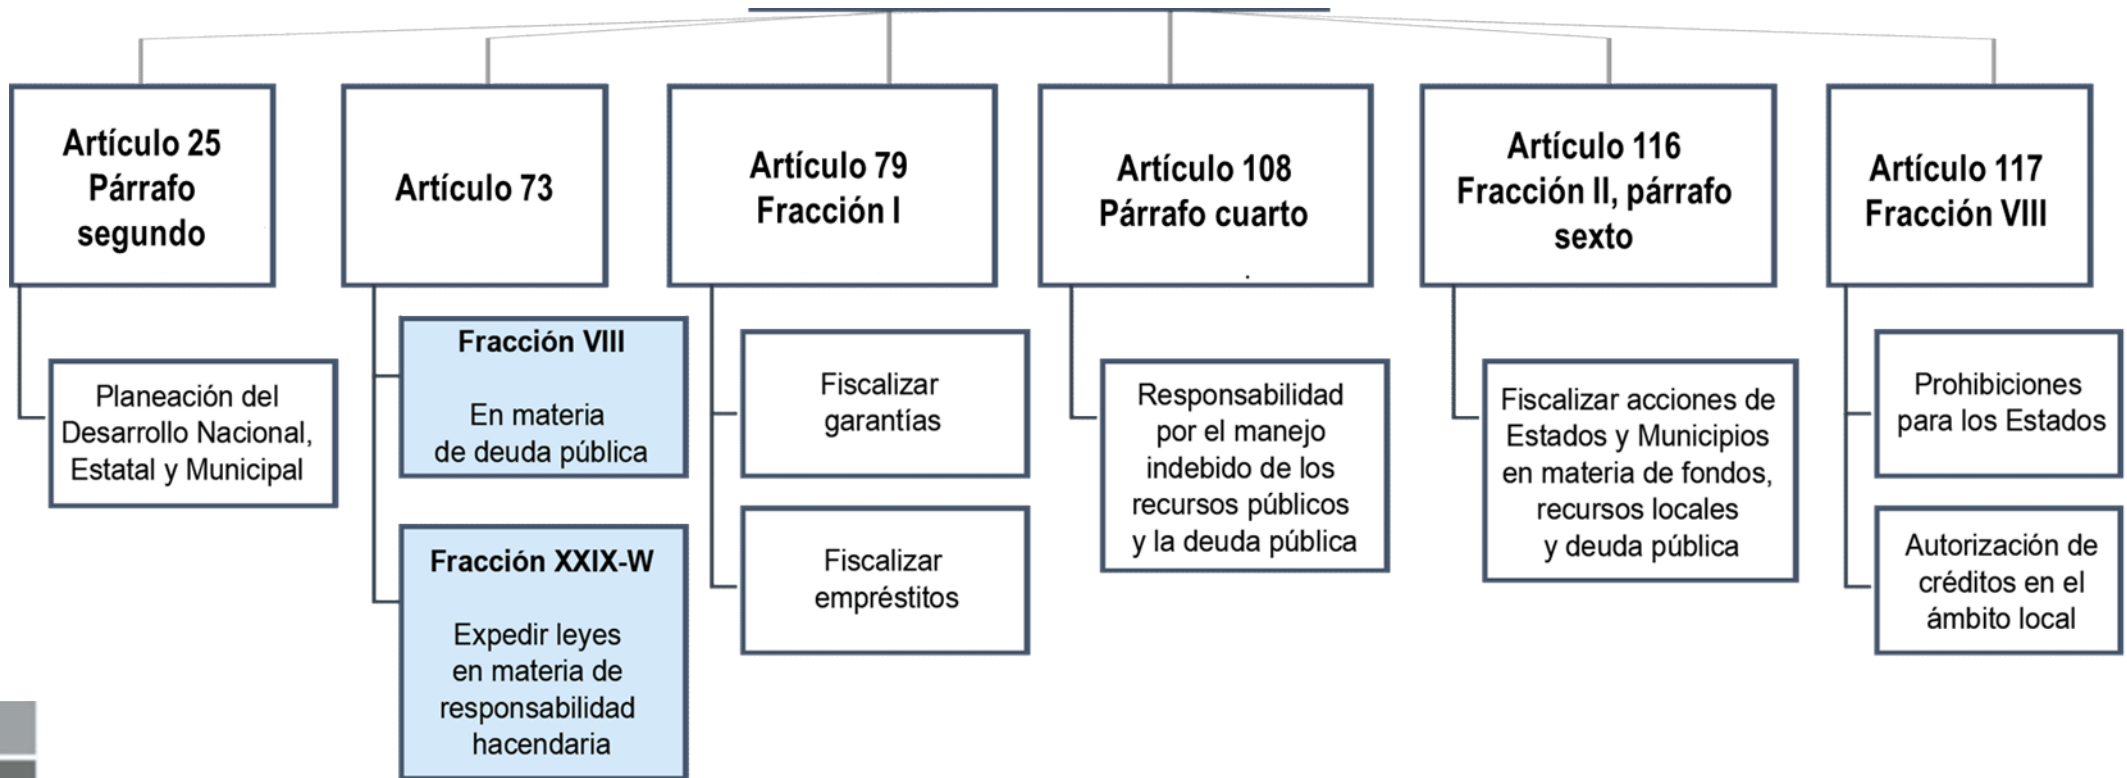 Artículo 25
Párrafo
segundo
Planeación del
Desarrollo Nacional,
Estatal y Municipal
Artículo 73
Fracción VIII
En materia
de deuda pública
Fracción XXIX-W
Expedir leyes
en materia de
responsabilidad
hacendaria
Artículo 79
Fracción I
Fiscalizar
garantías
Fiscalizar
empréstitos
Artículo 108
Párrafo cuarto
Responsabilidad
por el manejo
indebido de los
recursos públicos
y la deuda pública
Artículo 116
Fracción II, párrafo
sexto
Fiscalizar acciones de
Estados y Municipios
en materia de fondos,
recursos locales
y deuda pública
Artículo 117
Fracción VIII
Prohibiciones
para los Estados
Autorización de
créditos en el
ámbito local